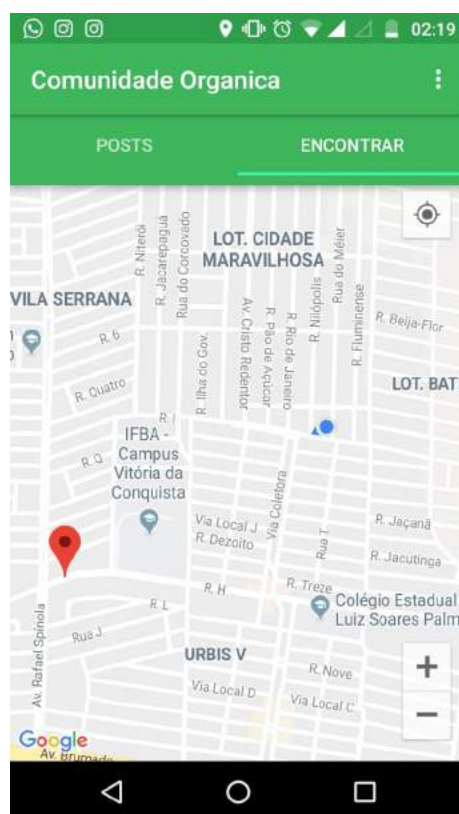 02:19
Comunidade Organica
POSTS
ENCONTRAR
R. Niterói
R. Jacarepaguá
Rua do Corcovado
LOT. CIDADE
MARAVILHOSA
Rua do Méier
R. Nilópolis
R. Fluminense
VILA SERRANA
R. 6
R. Beija-Flor
Av. Cristo Redentor
R. Pão de Açúcar
R. Rio de Janeiro
R. Ilha do Gov.
R. Quatro
LOT. BAT
R. I
IFBA -
Campus
Vitória da
Conquista
R. Q
Via Coletora
Via Local J
R. Dezoito
Rua T
R. Jaçanã
R. Jacutinga
R. H
R. Treze
R. L
Colégio Estadual
Luiz Soares Palm
Rua J
Av. Rafael Spínola
URBIS V
R. Nove
Via Local D
Via Local C
Google
Av. Brumado